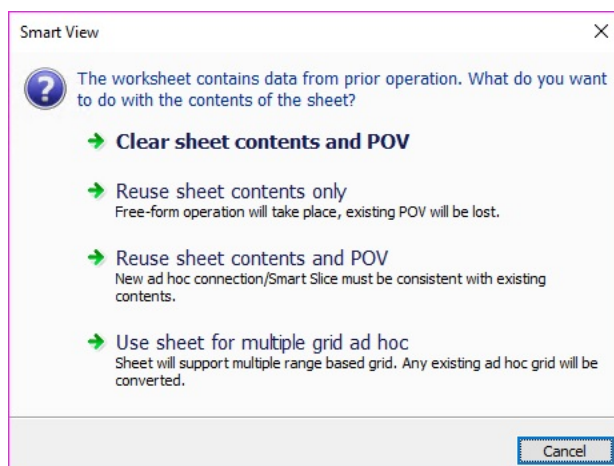 Smart View
The worksheet contains data from prior operation. What do you want
to do with the contents of the sheet?
Clear sheet contents and POV
Reuse sheet contents only
Free-form operation will take place, existing POV will be lost.
Reuse sheet contents and POV
New ad hoc connection/Smart Slice must be consistent with existing
contents.
Use sheet for multiple grid ad hoc
Sheet will support multiple range based grid. Any existing ad hoc grid will be
converted.
Cancel